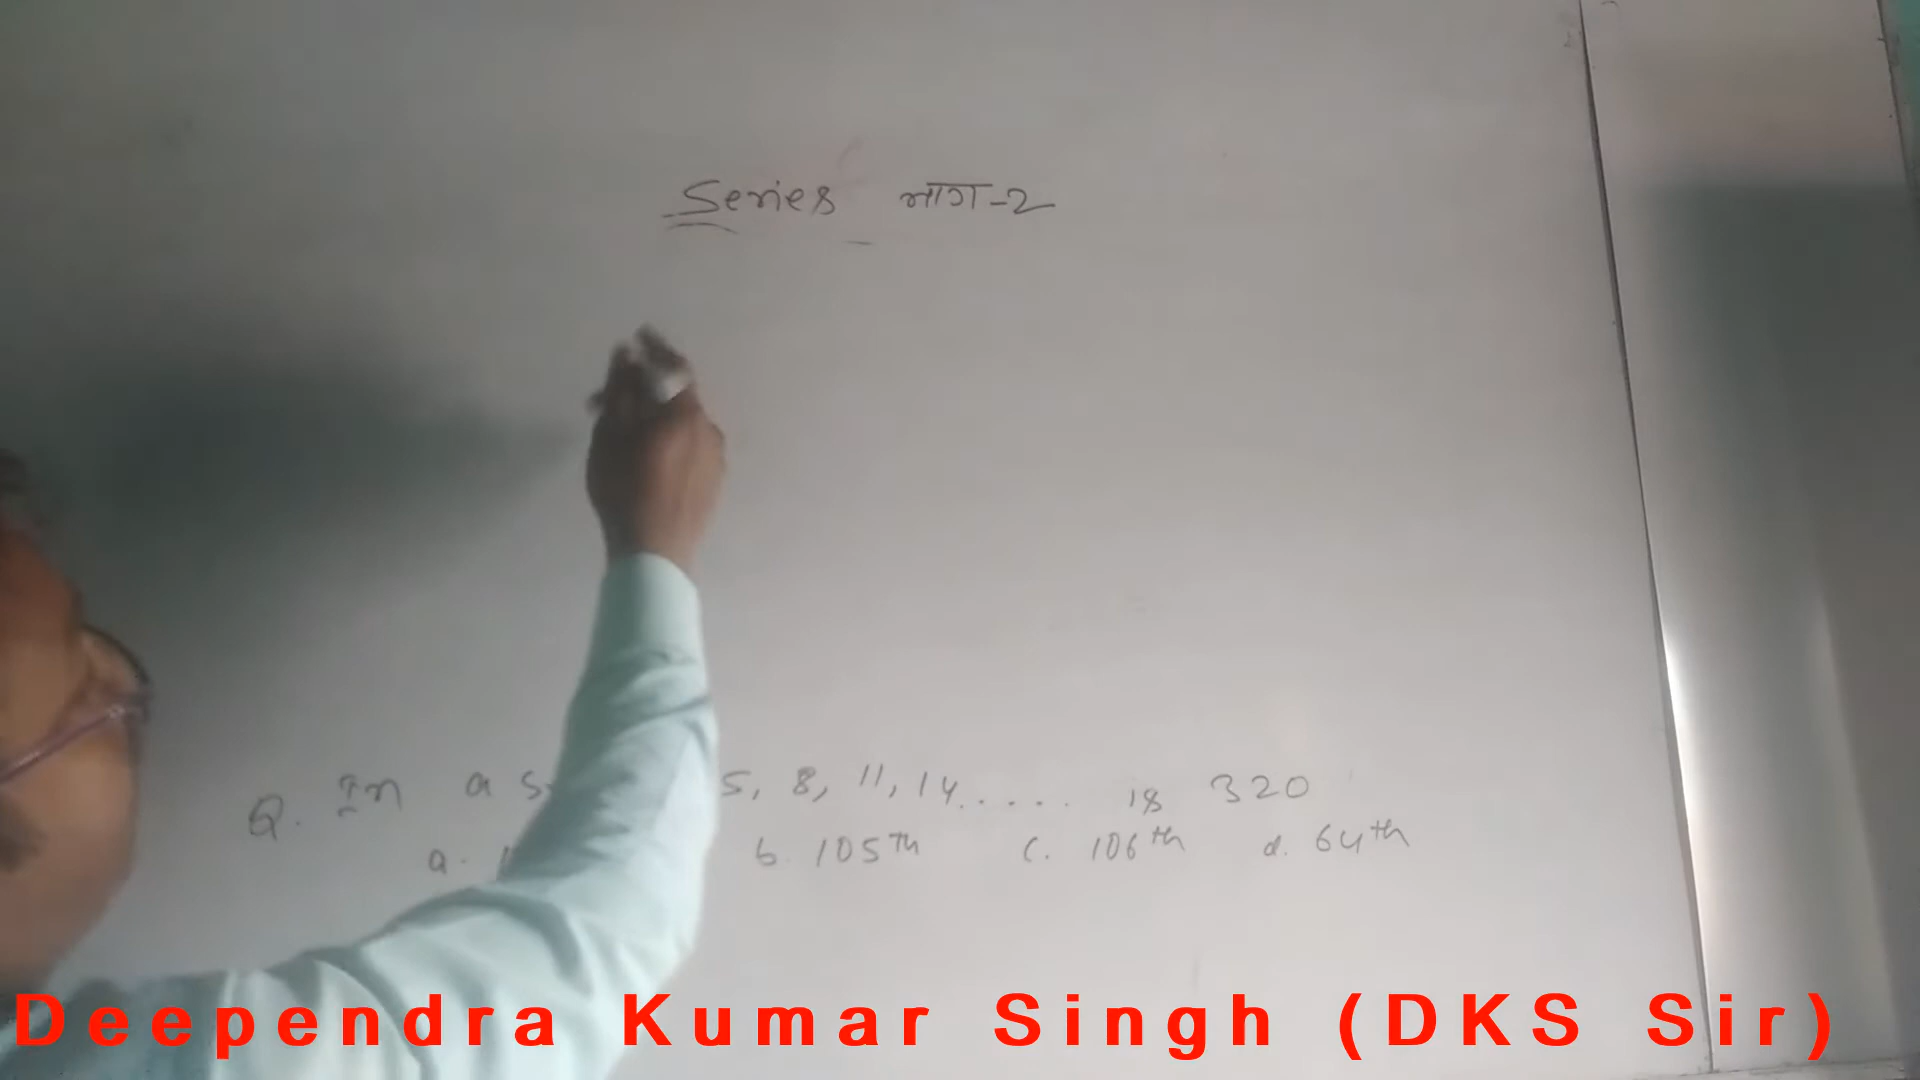 Series भाग-2
Q. In a 5, 8, 11, 14..... is 320
a. b. 105th c. 106th d. 64th
Deependra Kumar Singh (DKS Sir)